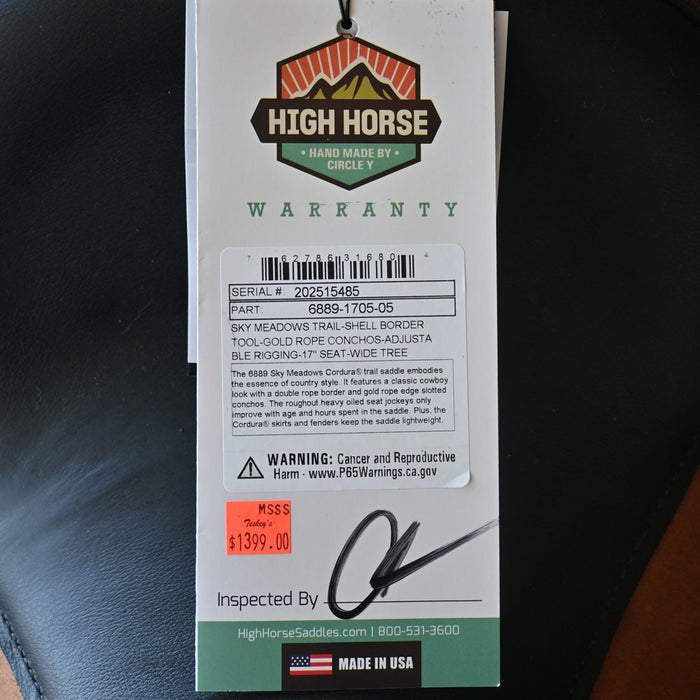 HIGH HORSE
• HAND MADE BY •
CIRCLE Y
WARRANTY
7 62786 31680 4
SERIAL #: 202515485
PART: 6889-1705-05
SKY MEADOWS TRAIL-SHELL BORDER
TOOL-GOLD ROPE CONCHOS-ADJUSTA
BLE RIGGING-17" SEAT-WIDE TREE
The 6889 Sky Meadows Cordura® trail saddle embodies
the essence of country style. It features a classic cowboy
look with a double rope border and gold rope edge slotted
conchos. The roughout heavy oiled seat jockeys only
improve with age and hours spent in the saddle. Plus, the
Cordura® skirts and fenders keep the saddle lightweight.
WARNING: Cancer and Reproductive
Harm - www.P65Warnings.ca.gov
MSSS
Teskey's
$1399.00
Inspected By
HighHorseSaddles.com | 800-531-3600
MADE IN USA